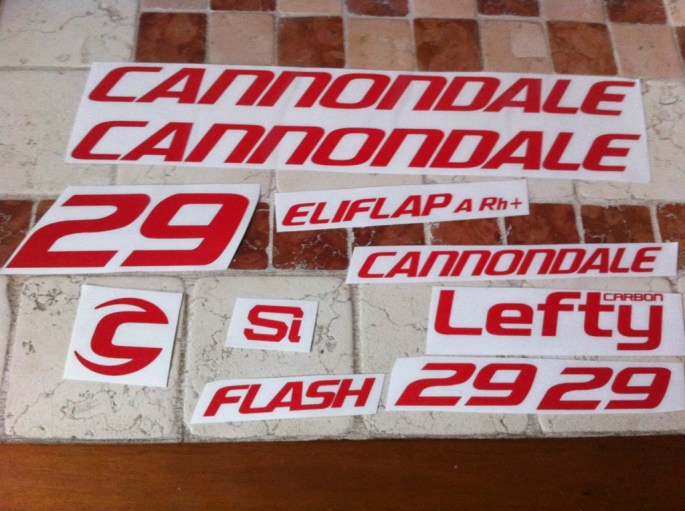 CANNONDALE
CANNONDALE
29
ELIFLAP A Rh+
CANNONDALE
C
Si
Lefty CARBON
FLASH
29 29